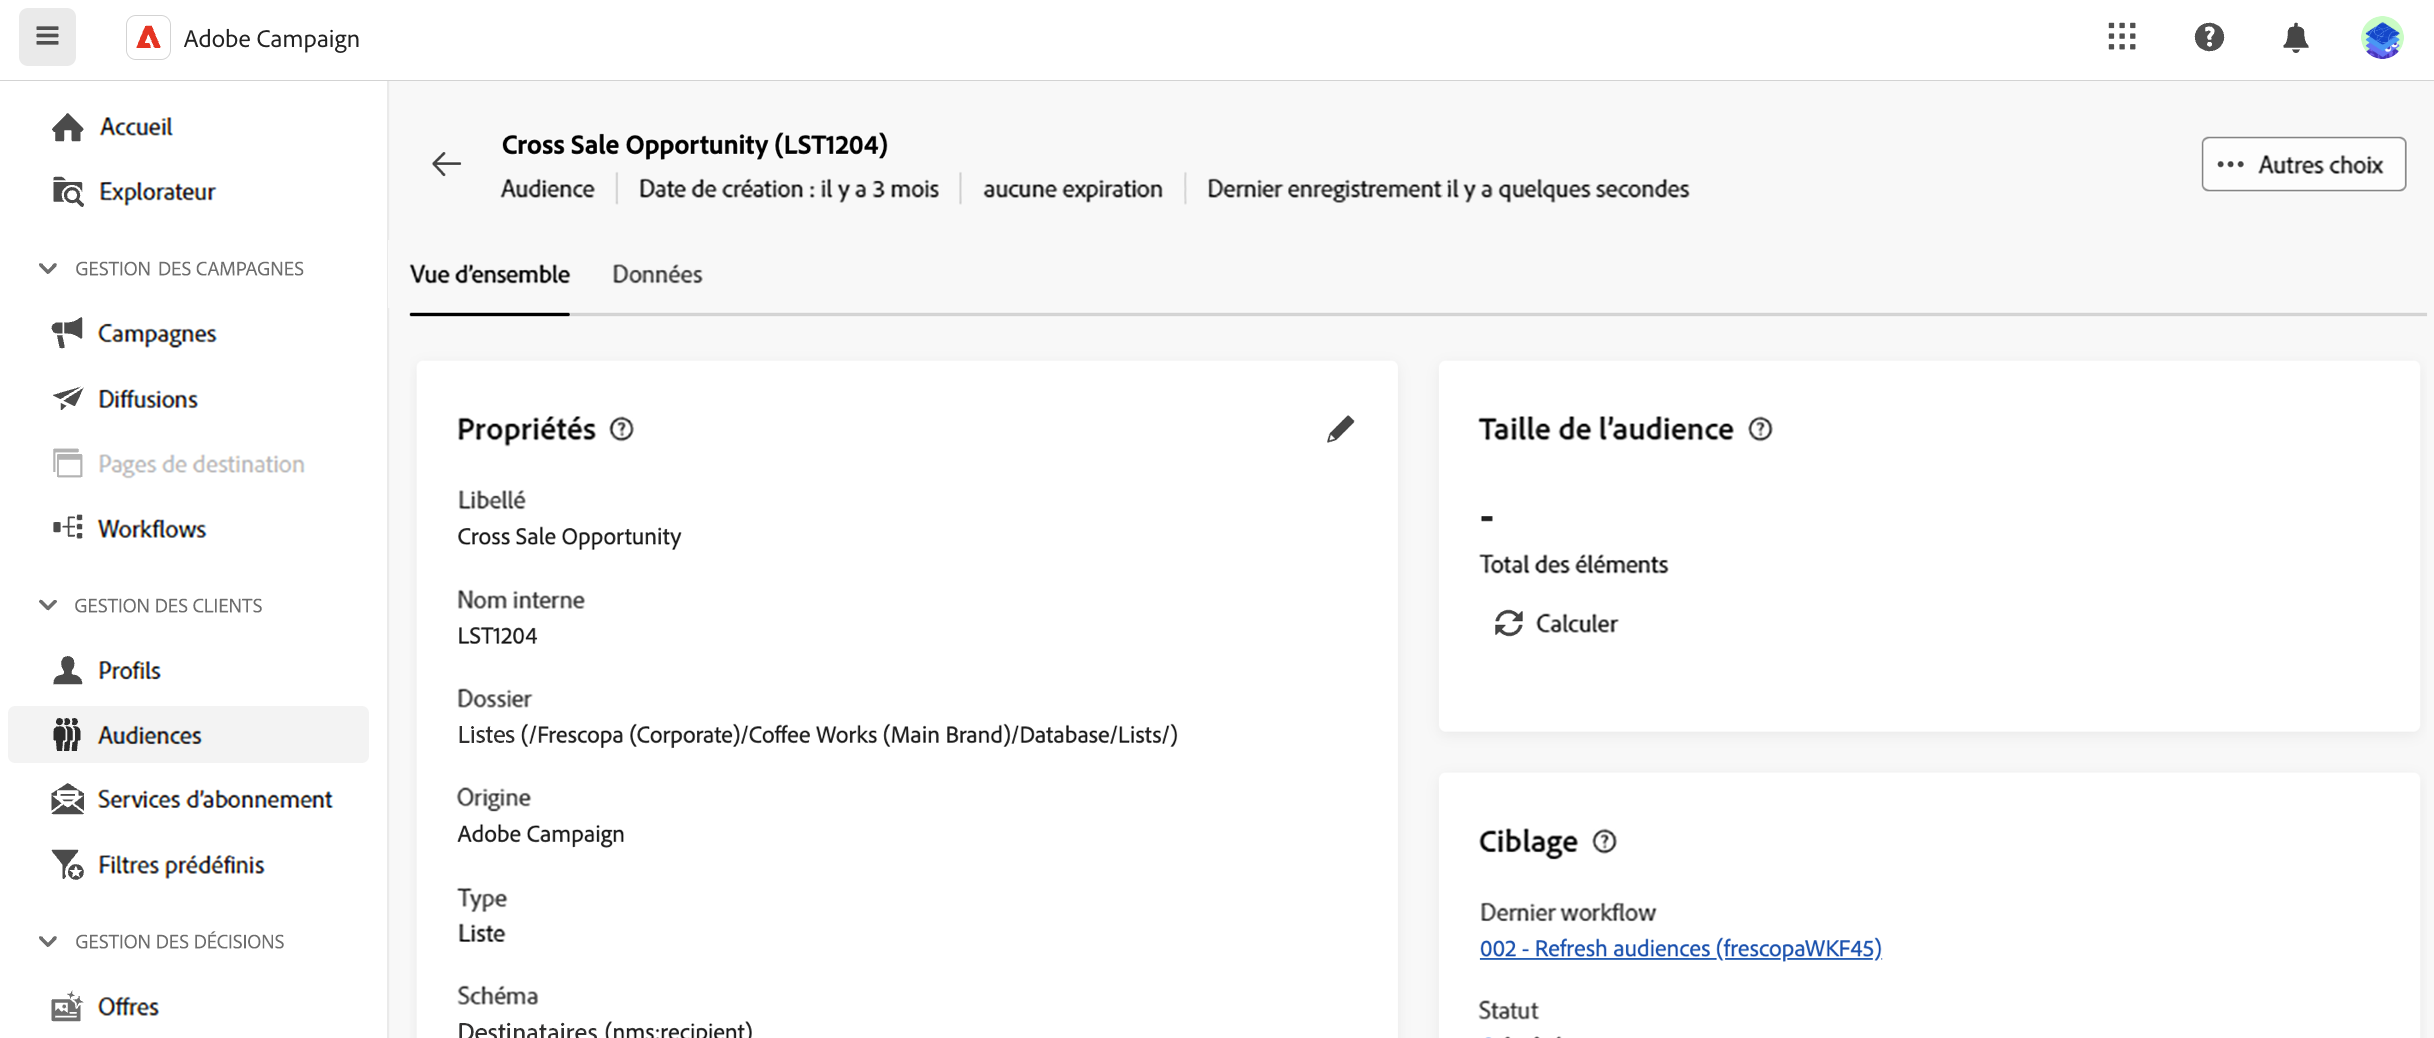 Adobe Campaign
Accueil
Explorateur
GESTION DES CAMPAGNES
Campagnes
Diffusions
Pages de destination
Workflows
GESTION DES CLIENTS
Profils
Audiences
Services d'abonnement
Filtres prédéfinis
GESTION DES DÉCISIONS
Offres
Cross Sale Opportunity (LST1204)
Audience
Date de création : il y a 3 mois
aucune expiration
Dernier enregistrement il y a quelques secondes
Autres choix
Vue d'ensemble
Données
Propriétés
Libellé
Cross Sale Opportunity
Nom interne
LST1204
Dossier
Listes (/Frescopa (Corporate)/Coffee Works (Main Brand)/Database/Lists/)
Origine
Adobe Campaign
Type
Liste
Schéma
Destinataires (nms:recipient)
Taille de l'audience
-
Total des éléments
Calculer
Ciblage
Dernier workflow
002 - Refresh audiences (frescopaWKF45)
Statut